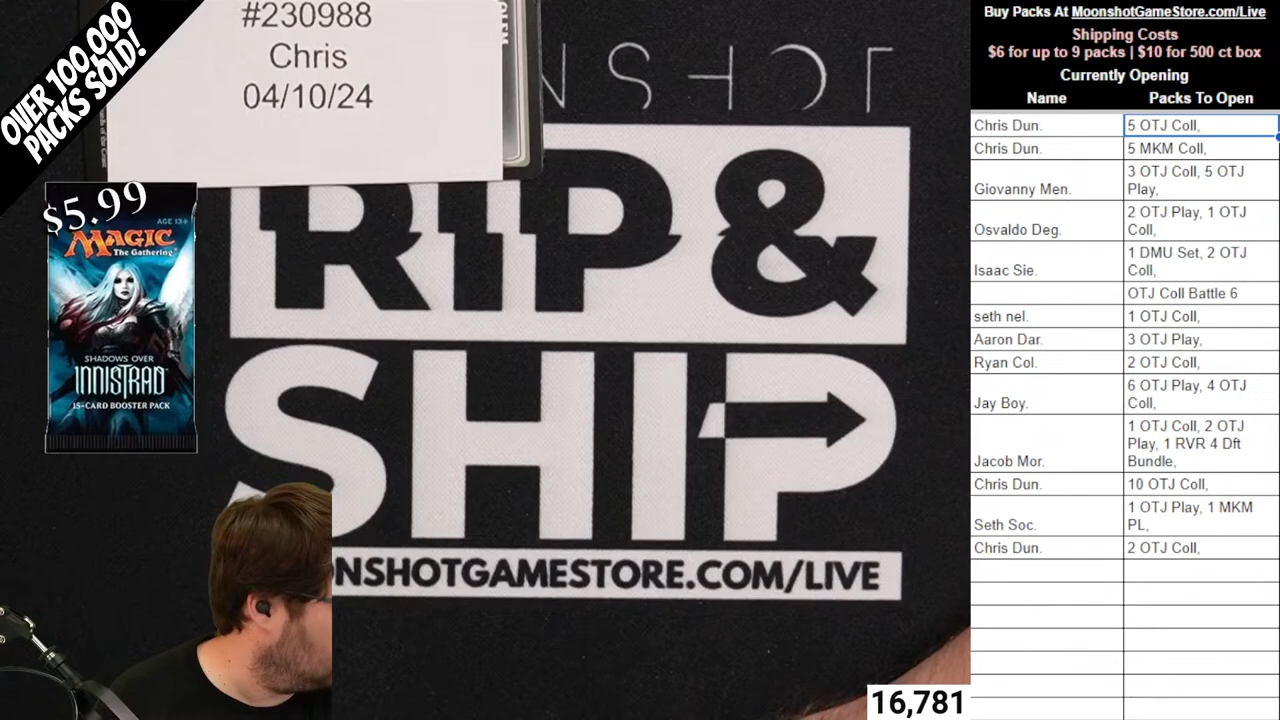 OVER 100,000
PACKS SOLD!
#230988
Chris
04/10/24
$5.99
AGE 13+
MAGIC
The Gathering
SHADOWS OVER
INNISTRAD
15-CARD BOOSTER PACK
RIP &
SHIP
ONSHOTGAMESTORE.COM/LIVE
16,781
Buy Packs At MoonshotGameStore.com/Live
Shipping Costs
$6 for up to 9 packs | $10 for 500 ct box
Currently Opening
Name Packs To Open
Chris Dun. 5 OTJ Coll,
Chris Dun. 5 MKM Coll,
Giovanny Men. 3 OTJ Coll, 5 OTJ
Play,
Osvaldo Deg. 2 OTJ Play, 1 OTJ
Coll,
Isaac Sie. 1 DMU Set, 2 OTJ
Coll,
OTJ Coll Battle 6
seth nel. 1 OTJ Coll,
Aaron Dar. 3 OTJ Play,
Ryan Col. 2 OTJ Coll,
Jay Boy. 6 OTJ Play, 4 OTJ
Coll,
Jacob Mor. 1 OTJ Coll, 2 OTJ
Play, 1 RVR 4 Dft
Bundle,
Chris Dun. 10 OTJ Coll,
Seth Soc. 1 OTJ Play, 1 MKM
PL,
Chris Dun. 2 OTJ Coll,